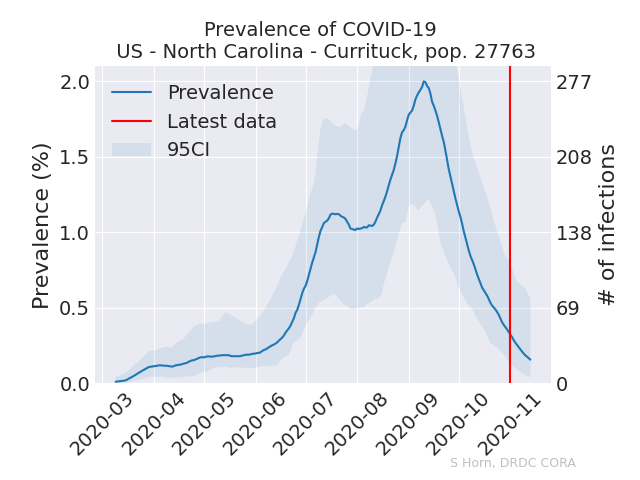 Prevalence of COVID-19
US - North Carolina - Currituck, pop. 27763
Prevalence
Latest data
95CI
Prevalence (%)
2.0
1.5
1.0
0.5
0.0
277
208
138
69
0
# of infections
2020-03
2020-04
2020-05
2020-06
2020-07
2020-08
2020-09
2020-10
2020-11
S Horn, DRDC CORA